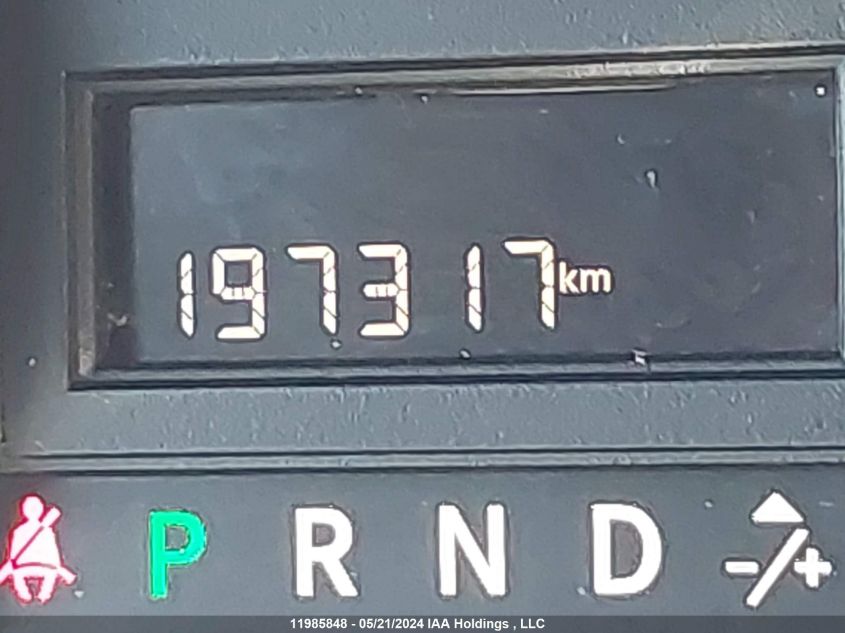 197317km
P R N D -/+
11985848 - 05/21/2024 IAA Holdings , LLC